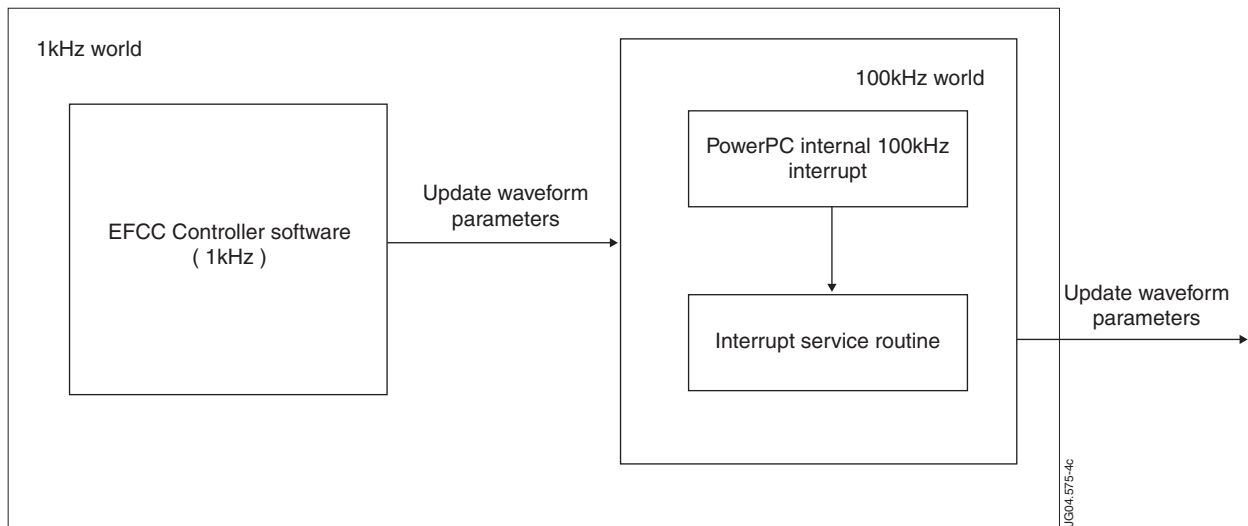 1kHz world
100kHz world
PowerPC internal 100kHz
interrupt
Update waveform
parameters
EFCC Controller software
( 1kHz )
Interrupt service routine
Update waveform
parameters
JG04.575-4c